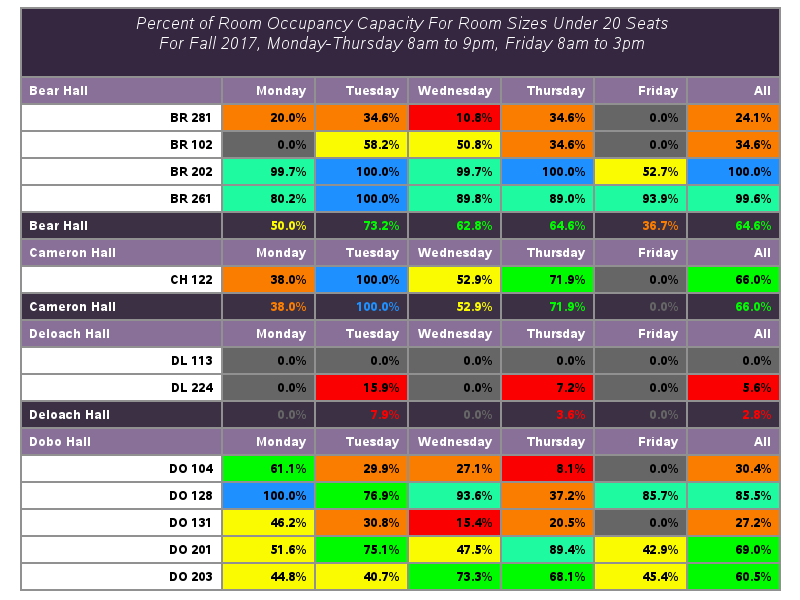 Percent of Room Occupancy Capacity For Room Sizes Under 20 Seats
For Fall 2017, Monday-Thursday 8am to 9pm, Friday 8am to 3pm
Bear Hall Monday Tuesday Wednesday Thursday Friday All
BR 281 20.0% 34.6% 10.8% 34.6% 0.0% 24.1%
BR 102 0.0% 58.2% 50.8% 34.6% 0.0% 34.6%
BR 202 99.7% 100.0% 99.7% 100.0% 52.7% 100.0%
BR 261 80.2% 100.0% 89.8% 89.0% 93.9% 99.6%
Bear Hall 50.0% 73.2% 62.8% 64.6% 36.7% 64.6%
Cameron Hall Monday Tuesday Wednesday Thursday Friday All
CH 122 38.0% 100.0% 52.9% 71.9% 0.0% 66.0%
Cameron Hall 38.0% 100.0% 52.9% 71.9% 0.0% 66.0%
Deloach Hall Monday Tuesday Wednesday Thursday Friday All
DL 113 0.0% 0.0% 0.0% 0.0% 0.0% 0.0%
DL 224 0.0% 15.9% 0.0% 7.2% 0.0% 5.6%
Deloach Hall 0.0% 7.9% 0.0% 3.6% 0.0% 2.8%
Dobo Hall Monday Tuesday Wednesday Thursday Friday All
DO 104 61.1% 29.9% 27.1% 8.1% 0.0% 30.4%
DO 128 100.0% 76.9% 93.6% 37.2% 85.7% 85.5%
DO 131 46.2% 30.8% 15.4% 20.5% 0.0% 27.2%
DO 201 51.6% 75.1% 47.5% 89.4% 42.9% 69.0%
DO 203 44.8% 40.7% 73.3% 68.1% 45.4% 60.5%